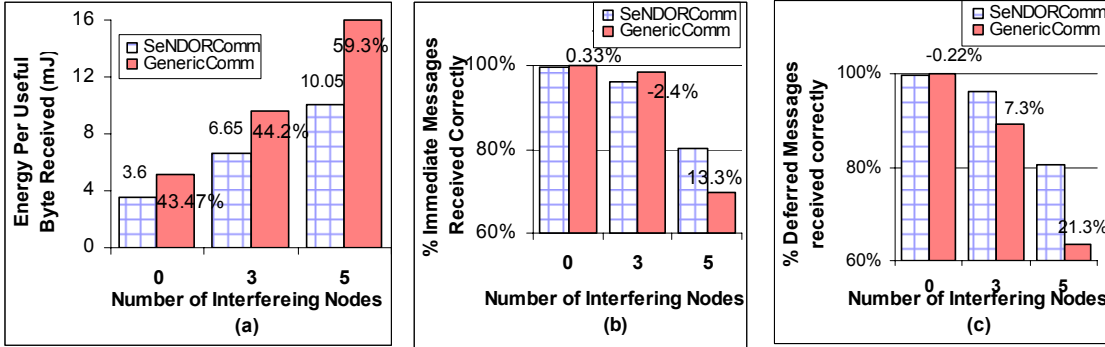 Energy Per Useful
Byte Received (mJ)
16
12
8
4
0
SeNDORComm
GenericComm
3.6
43.47%
6.65
44.2%
10.05
59.3%
0 3 5
Number of Interfereing Nodes
(a)
% Immediate Messages
Received Correctly
SeNDORComm
GenericComm
100%
80%
60%
0.33%
-2.4%
13.3%
0 3 5
Number of Interfering Nodes
(b)
% Deferred Messages
received correctly
SeNDORComm
GenericComm
100%
80%
60%
-0.22%
7.3%
21.3%
0 3 5
Number of Interfering Nodes
(c)